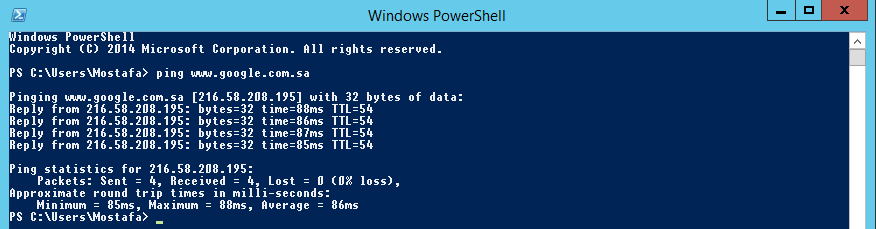 Windows PowerShell
Windows PowerShell
Copyright (C) 2014 Microsoft Corporation. All rights reserved.
PS C:\Users\Mostafa> ping www.google.com.sa
Pinging www.google.com.sa [216.58.208.195] with 32 bytes of data:
Reply from 216.58.208.195: bytes=32 time=88ms TTL=54
Reply from 216.58.208.195: bytes=32 time=86ms TTL=54
Reply from 216.58.208.195: bytes=32 time=87ms TTL=54
Reply from 216.58.208.195: bytes=32 time=85ms TTL=54
Ping statistics for 216.58.208.195:
    Packets: Sent = 4, Received = 4, Lost = 0 (0% loss),
Approximate round trip times in milli-seconds:
    Minimum = 85ms, Maximum = 88ms, Average = 86ms
PS C:\Users\Mostafa> _